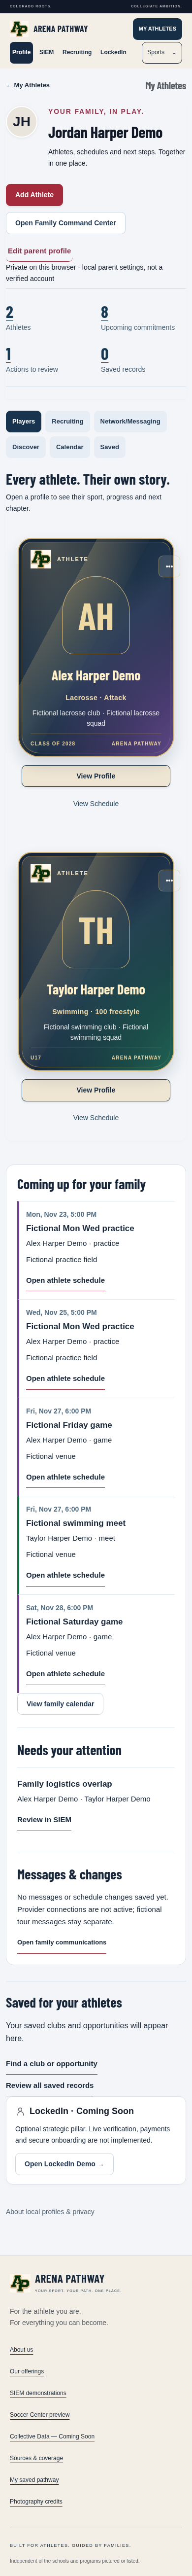 COLORADO ROOTS.
COLLEGIATE AMBITION.
AP
ARENA PATHWAY
MY ATHLETES
Profile
SIEM
Recruiting
LockedIn
Sports
← My Athletes
My Athletes
JH
YOUR FAMILY, IN PLAY.
Jordan Harper Demo
Athletes, schedules and next steps. Together
in one place.
Add Athlete
Open Family Command Center
Edit parent profile
Private on this browser · local parent settings, not a
verified account
2
Athletes
8
Upcoming commitments
1
Actions to review
0
Saved records
Players
Recruiting
Network/Messaging
Discover
Calendar
Saved
Every athlete. Their own story.
Open a profile to see their sport, progress and next
chapter.
AP
ATHLETE
•••
AH
Alex Harper Demo
Lacrosse · Attack
Fictional lacrosse club · Fictional lacrosse
squad
CLASS OF 2028
ARENA PATHWAY
View Profile
View Schedule
AP
ATHLETE
•••
TH
Taylor Harper Demo
Swimming · 100 freestyle
Fictional swimming club · Fictional
swimming squad
U17
ARENA PATHWAY
View Profile
View Schedule
Coming up for your family
Mon, Nov 23, 5:00 PM
Fictional Mon Wed practice
Alex Harper Demo · practice
Fictional practice field
Open athlete schedule
Wed, Nov 25, 5:00 PM
Fictional Mon Wed practice
Alex Harper Demo · practice
Fictional practice field
Open athlete schedule
Fri, Nov 27, 6:00 PM
Fictional Friday game
Alex Harper Demo · game
Fictional venue
Open athlete schedule
Fri, Nov 27, 6:00 PM
Fictional swimming meet
Taylor Harper Demo · meet
Fictional venue
Open athlete schedule
Sat, Nov 28, 6:00 PM
Fictional Saturday game
Alex Harper Demo · game
Fictional venue
Open athlete schedule
View family calendar
Needs your attention
Family logistics overlap
Alex Harper Demo · Taylor Harper Demo
Review in SIEM
Messages & changes
No messages or schedule changes saved yet.
Provider connections are not active; fictional
tour messages stay separate.
Open family communications
Saved for your athletes
Your saved clubs and opportunities will appear
here.
Find a club or opportunity
Review all saved records
LockedIn · Coming Soon
Optional strategic pillar. Live verification, payments
and secure onboarding are not implemented.
Open LockedIn Demo →
About local profiles & privacy
AP
ARENA PATHWAY
YOUR SPORT. YOUR PATH. ONE PLACE.
For the athlete you are.
For everything you can become.
About us
Our offerings
SIEM demonstrations
Soccer Center preview
Collective Data — Coming Soon
Sources & coverage
My saved pathway
Photography credits
BUILT FOR ATHLETES. GUIDED BY FAMILIES.
Independent of the schools and programs pictured or listed.